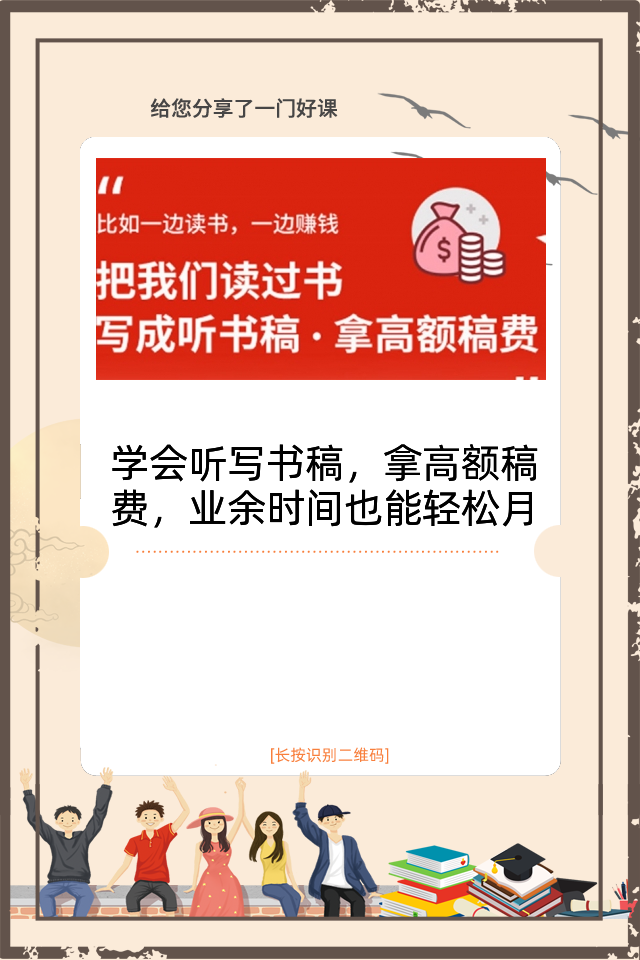 给您分享了一门好课
“
比如一边读书，一边赚钱
把我们读过书
写成听书稿·拿高额稿费
”
学会听写书稿，拿高额稿
费，业余时间也能轻松月
[长按识别二维码]